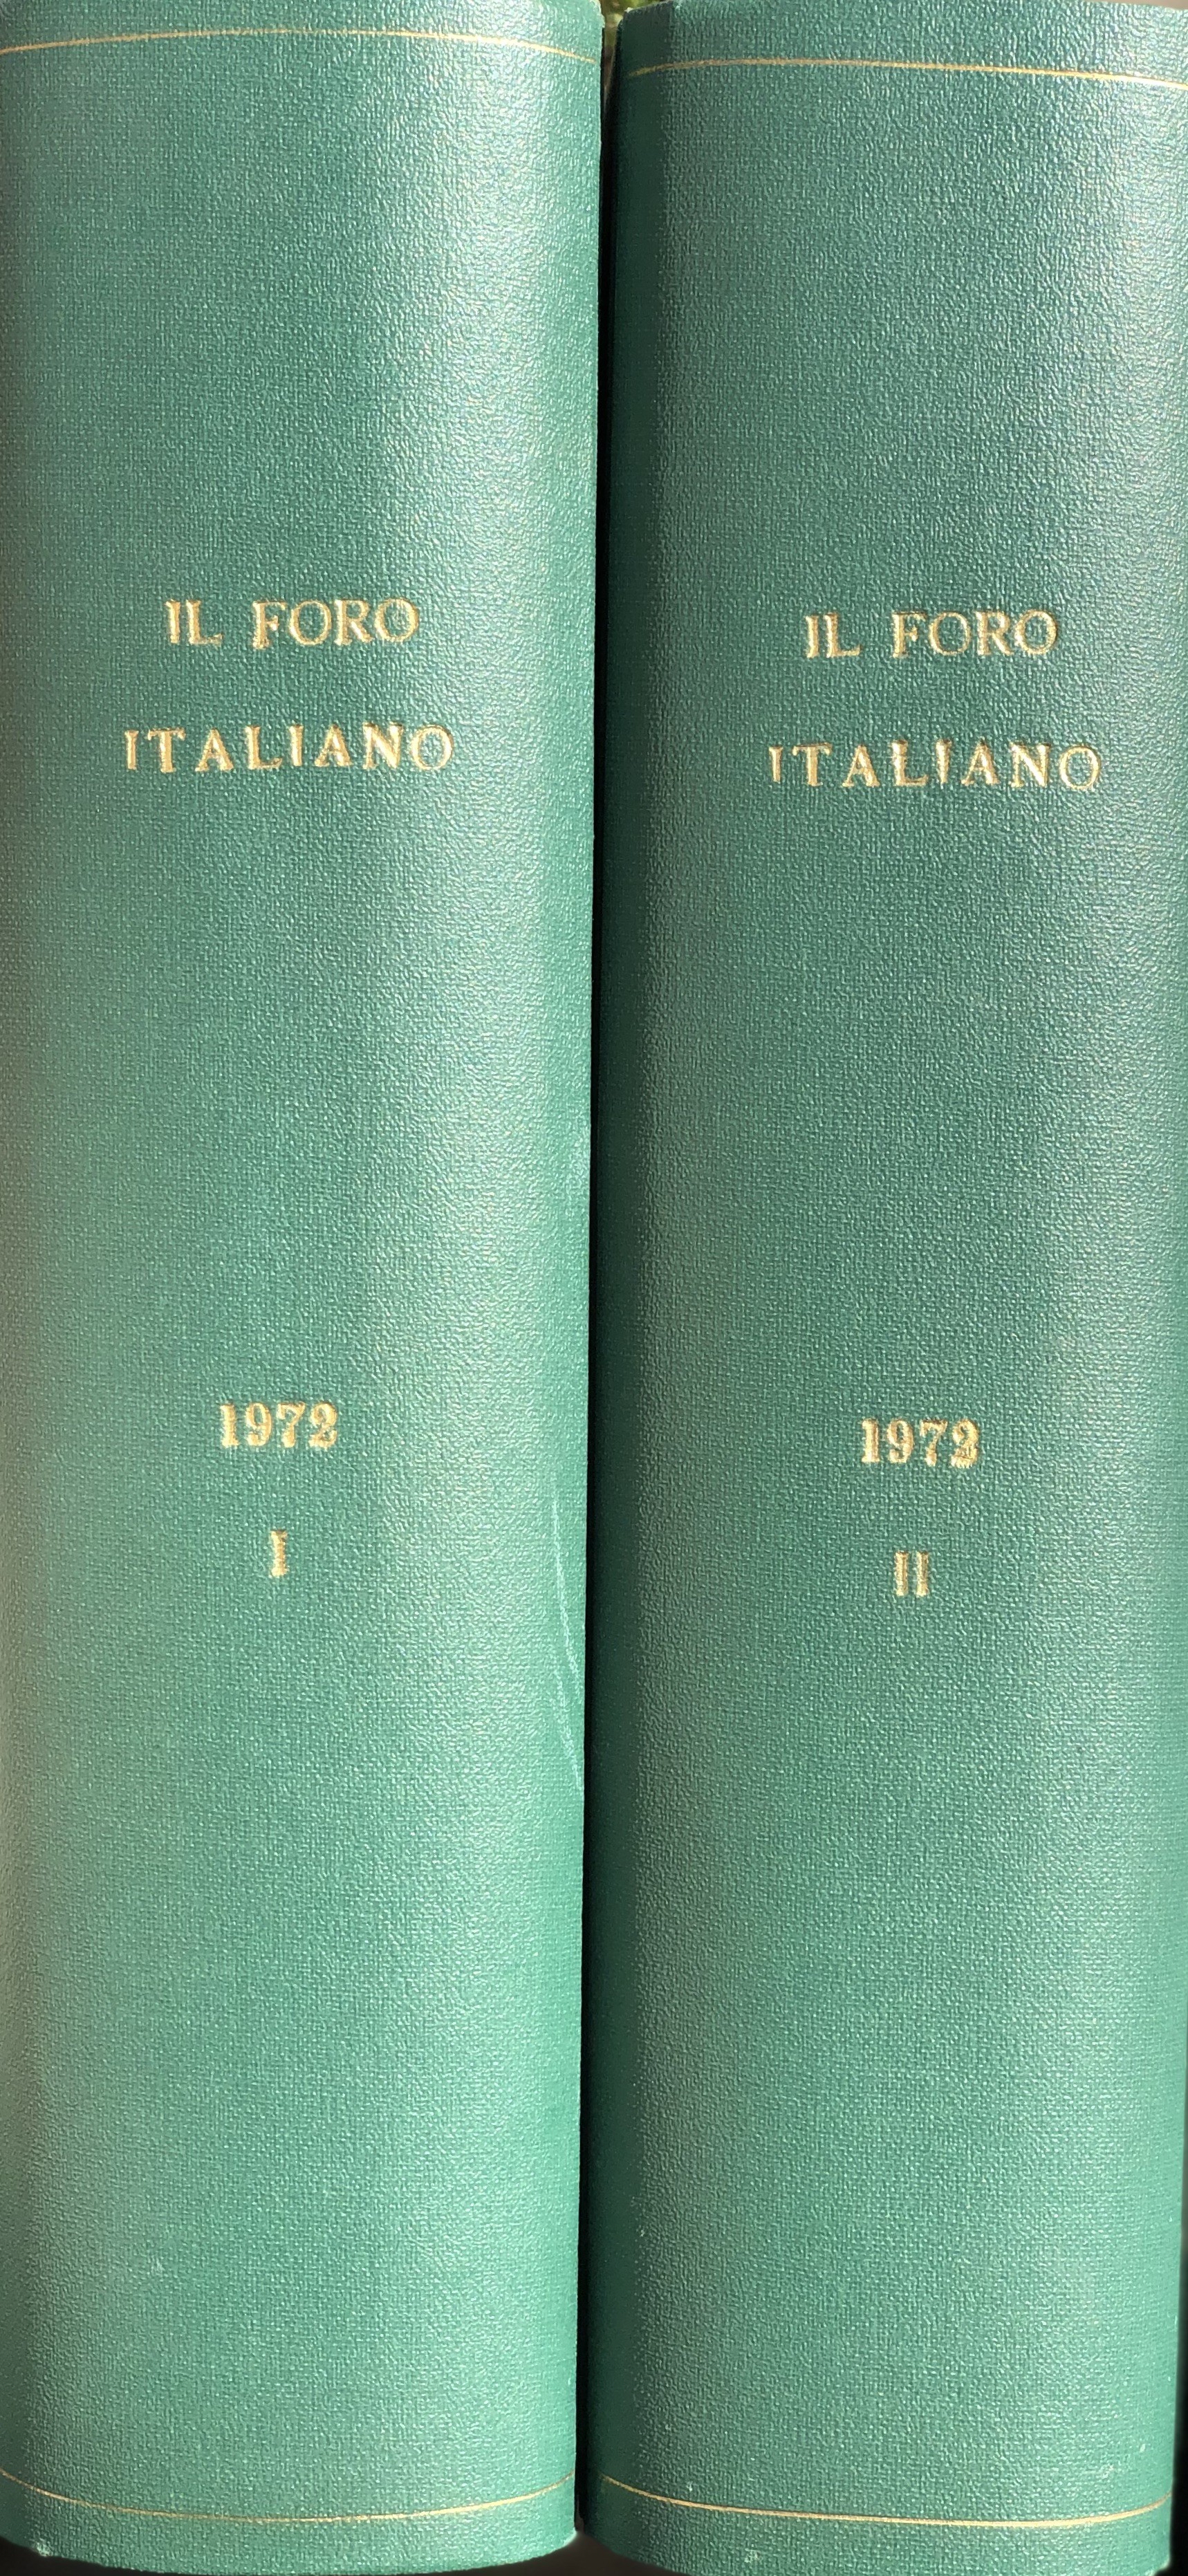 IL FORO
ITALIANO
1972
I
IL FORO
ITALIANO
1972
II